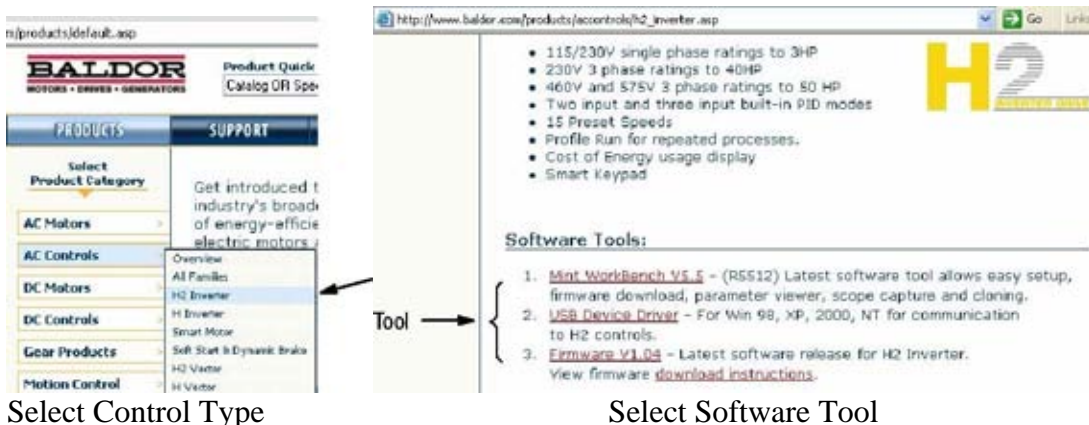 n/products/default.asp
BALDOR
MOTORS • DRIVES • GENERATORS
Product Quick
Catalog OR Spe
PRODUCTS
SUPPORT
Select
Product Category
AC Motors
AC Controls
DC Motors
DC Controls
Gear Products
Motion Control
Get introduced t
industry's broad
of energy-efficie
electric motors
Overview
All Families
H2 Inverter
H Inverter
Smart Motor
Soft Start & Dynamic Brake
H2 Vector
H Vector
Select Control Type
http://www.baldor.com/products/accontrols/h2_inverter.asp
Go
Links
• 115/230V single phase ratings to 3HP
• 230V 3 phase ratings to 40HP
• 460V and 575V 3 phase ratings to 50 HP
• Two input and three input built-in PID modes
• 15 Preset Speeds
• Profile Run for repeated processes.
• Cost of Energy usage display
• Smart Keypad
H2
Software Tools:
Tool
1. Mint WorkBench V5.5 – (R5512) Latest software tool allows easy setup,
firmware download, parameter viewer, scope capture and cloning.
2. USB Device Driver – For Win 98, XP, 2000, NT for communication
to H2 controls.
3. Firmware V1.04 – Latest software release for H2 Inverter.
View firmware download instructions.
Select Software Tool